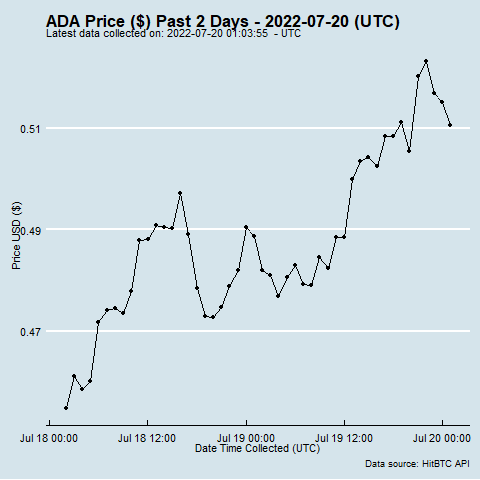 ADA Price ($) Past 2 Days - 2022-07-20 (UTC)
Latest data collected on: 2022-07-20 01:03:55 - UTC
0.51
0.49
0.47
Price USD ($)
Jul 18 00:00 Jul 18 12:00 Jul 19 00:00 Jul 19 12:00 Jul 20 00:00
Date Time Collected (UTC)
Data source: HitBTC API